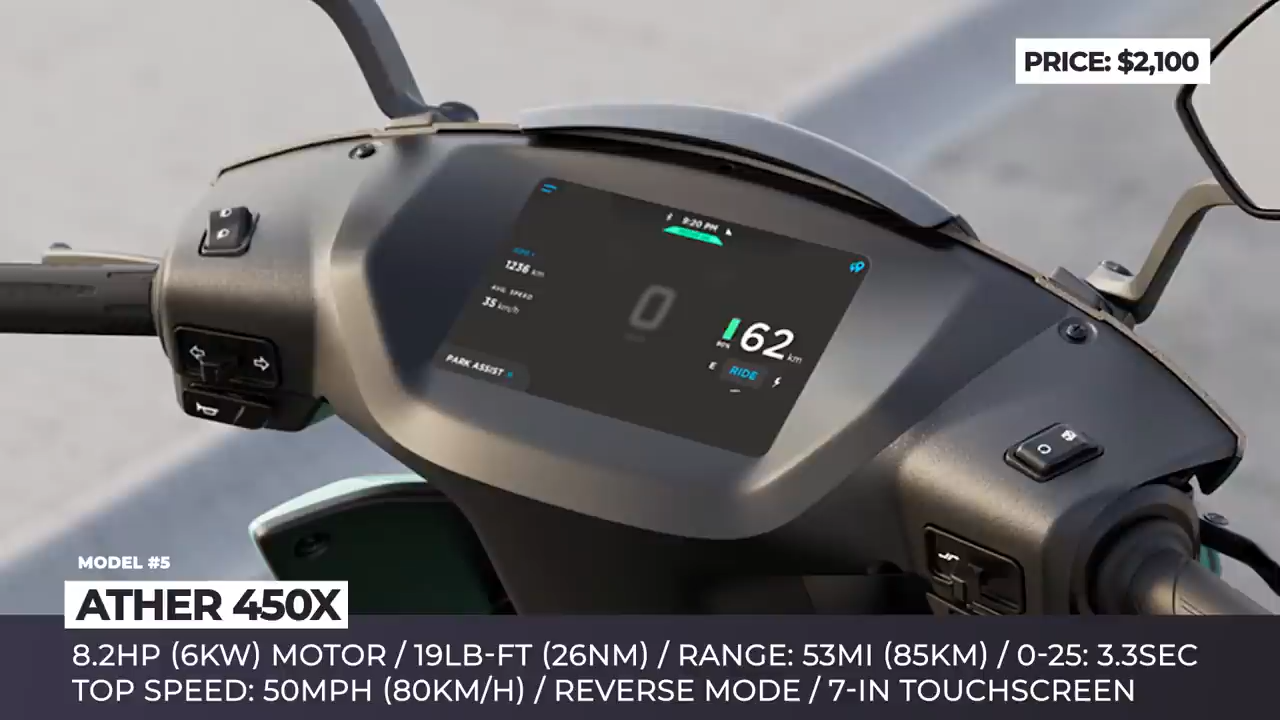 PRICE: $2,100
9:20 PM
1236 km
AVG. SPEED
35 km/h
0
62 km
E RIDE
PARK ASSIST
MODEL #5
ATHER 450X
8.2HP (6KW) MOTOR / 19LB-FT (26NM) / RANGE: 53MI (85KM) / 0-25: 3.3SEC
TOP SPEED: 50MPH (80KM/H) / REVERSE MODE / 7-IN TOUCHSCREEN